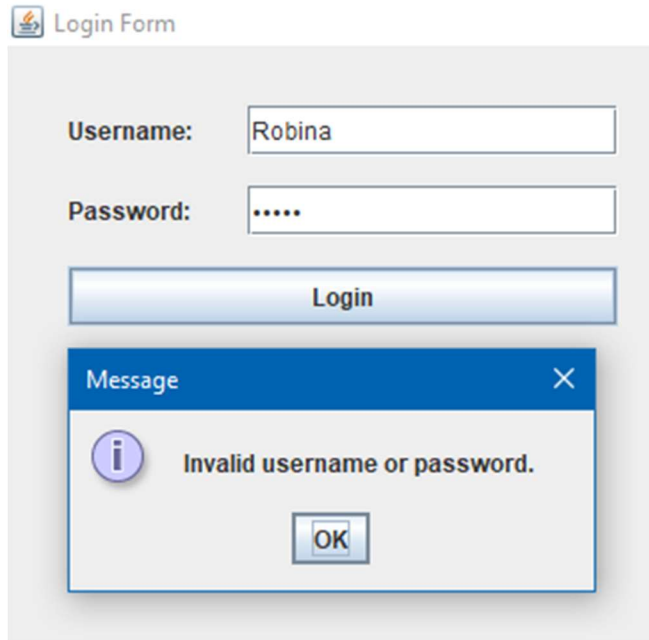 Login Form
Username: Robina
Password: •••••
Login
Message
Invalid username or password.
OK